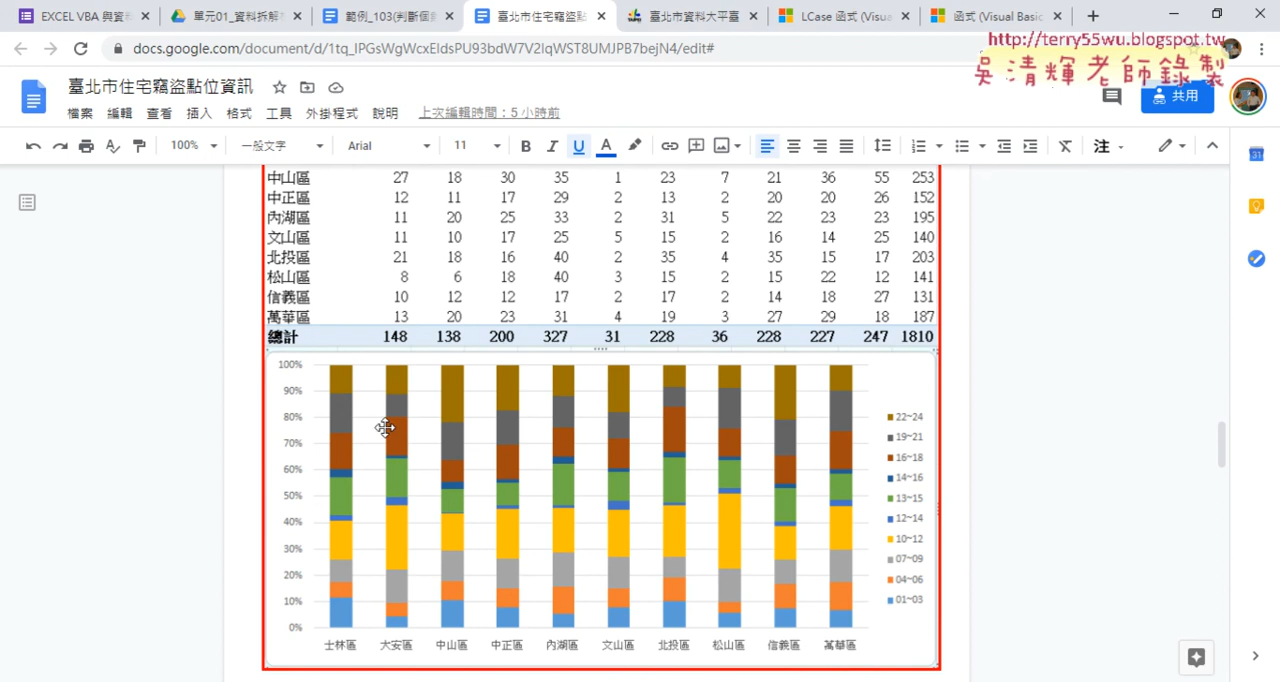 EXCEL VBA 與資
單元01_資料拆解
範例_103(判斷個
臺北市住宅竊盜點
臺北市資料大平臺
LCase 函式 (Visua
函式 (Visual Basic
docs.google.com/document/d/1tq_IPGsWgWcxEIdsPU93bdW7V2IqWST8UMJPB7bejN4/edit#
http://terry55wu.blogspot.tw
吳清輝老師錄製
臺北市住宅竊盜點位資訊
檔案 編輯 查看 插入 格式 工具 外掛程式 說明 上次編輯時間：5 小時前
共用
100% 一般文字 Arial 11 B I U A 注
中山區 27 18 30 35 1 23 7 21 36 55 253
中正區 12 11 17 29 2 13 2 20 20 26 152
內湖區 11 20 25 33 2 31 5 22 23 23 195
文山區 11 10 17 25 5 15 2 16 14 25 140
北投區 21 18 16 40 2 35 4 35 15 17 203
松山區 8 6 18 40 3 15 2 15 22 12 141
信義區 10 12 12 17 2 17 2 14 18 27 131
萬華區 13 20 23 31 4 19 3 27 29 18 187
總計 148 138 200 327 31 228 36 228 227 247 1810
100%
90%
80%
70%
60%
50%
40%
30%
20%
10%
0%
22~24
19~21
16~18
14~16
13~15
12~14
10~12
07~09
04~06
01~03
士林區 大安區 中山區 中正區 內湖區 文山區 北投區 松山區 信義區 萬華區
31